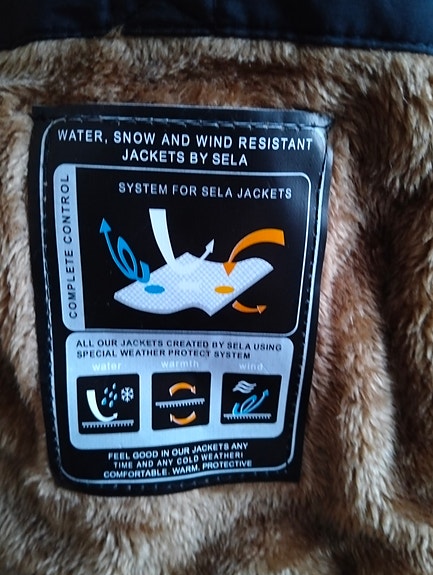 WATER, SNOW AND WIND RESISTANT
JACKETS BY SELA
COMPLETE CONTROL
SYSTEM FOR SELA JACKETS
ALL OUR JACKETS CREATED BY SELA USING
SPECIAL WEATHER PROTECT SYSTEM
water warmth wind
FEEL GOOD IN OUR JACKETS ANY
TIME AND ANY COLD WEATHER!
COMFORTABLE, WARM, PROTECTIVE